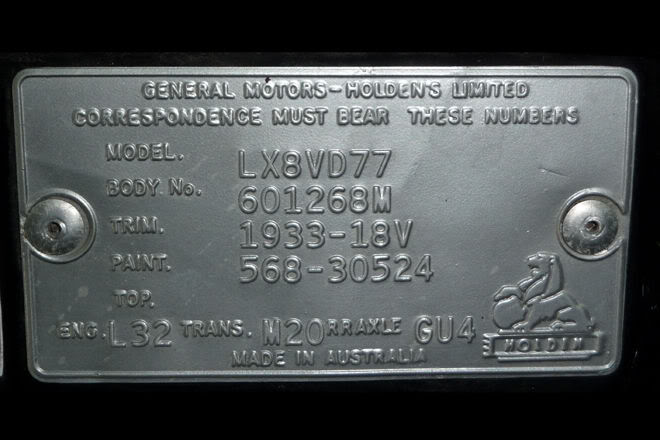 GENERAL MOTORS-HOLDEN'S LIMITED
CORRESPONDENCE MUST BEAR THESE NUMBERS
MODEL. LX8VD77
BODY No. 601268M
TRIM. 1933-18V
PAINT. 568-30524
TOP.
ENG. L32 TRANS. M20 RR AXLE GU4
MADE IN AUSTRALIA
HOLDEN